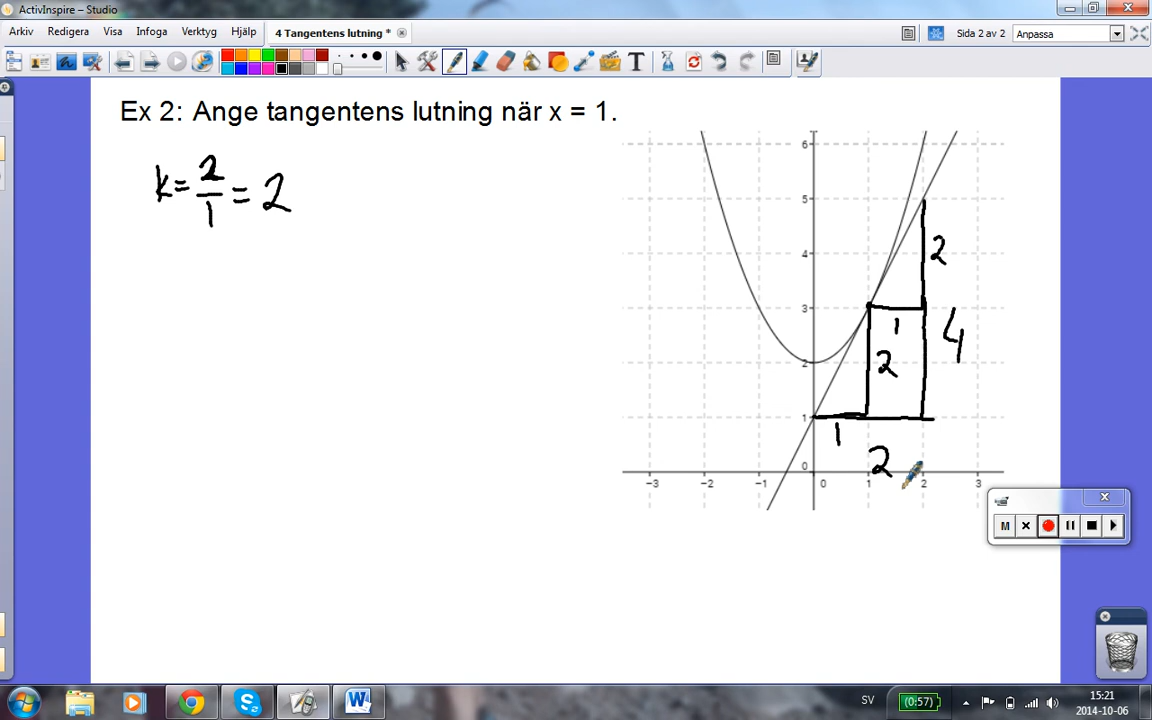 ActivInspire – Studio
Arkiv Redigera Visa Infoga Verktyg Hjälp 4 Tangentens lutning * Sida 2 av 2 Anpassa
Ex 2: Ange tangentens lutning när x = 1.
k = 2/1 = 2
6
5
4
3
2
1
0
−3 −2 −1 0 1 2 3
2
1
4
2
1
2
M
SV (0:57) 15:21
2014-10-06